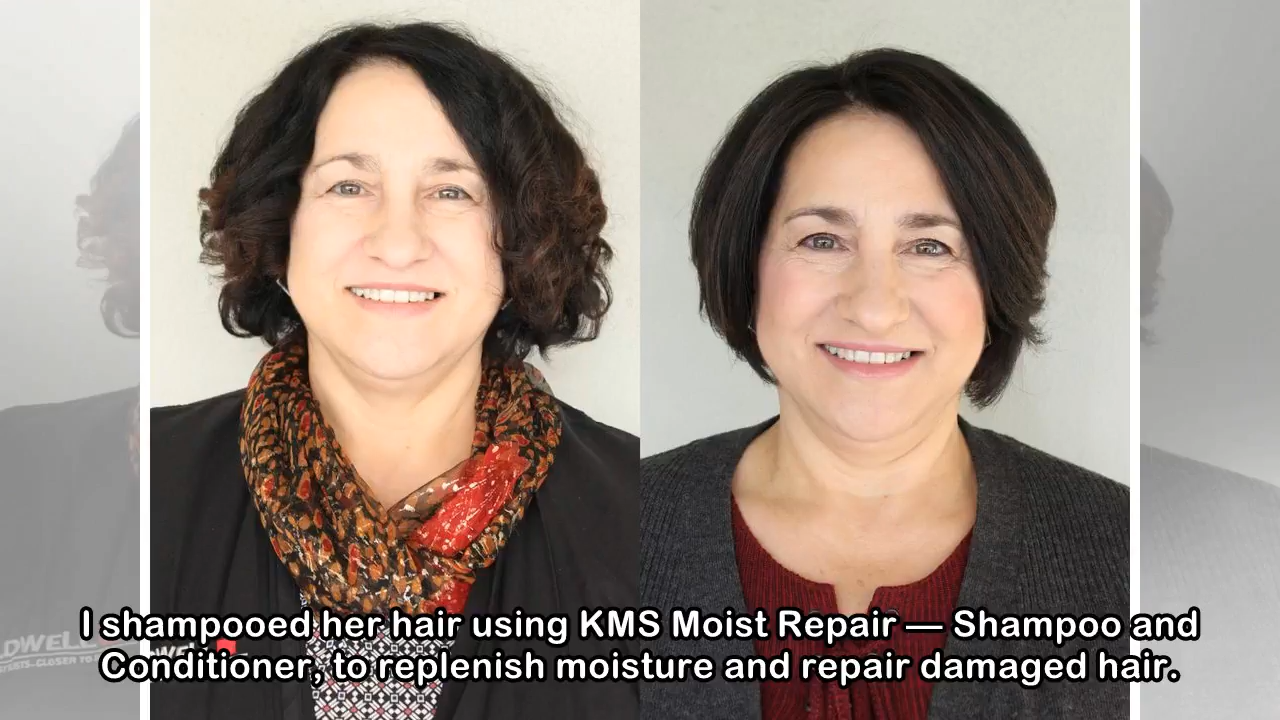 I shampooed her hair using KMS Moist Repair — Shampoo and
Conditioner, to replenish moisture and repair damaged hair.